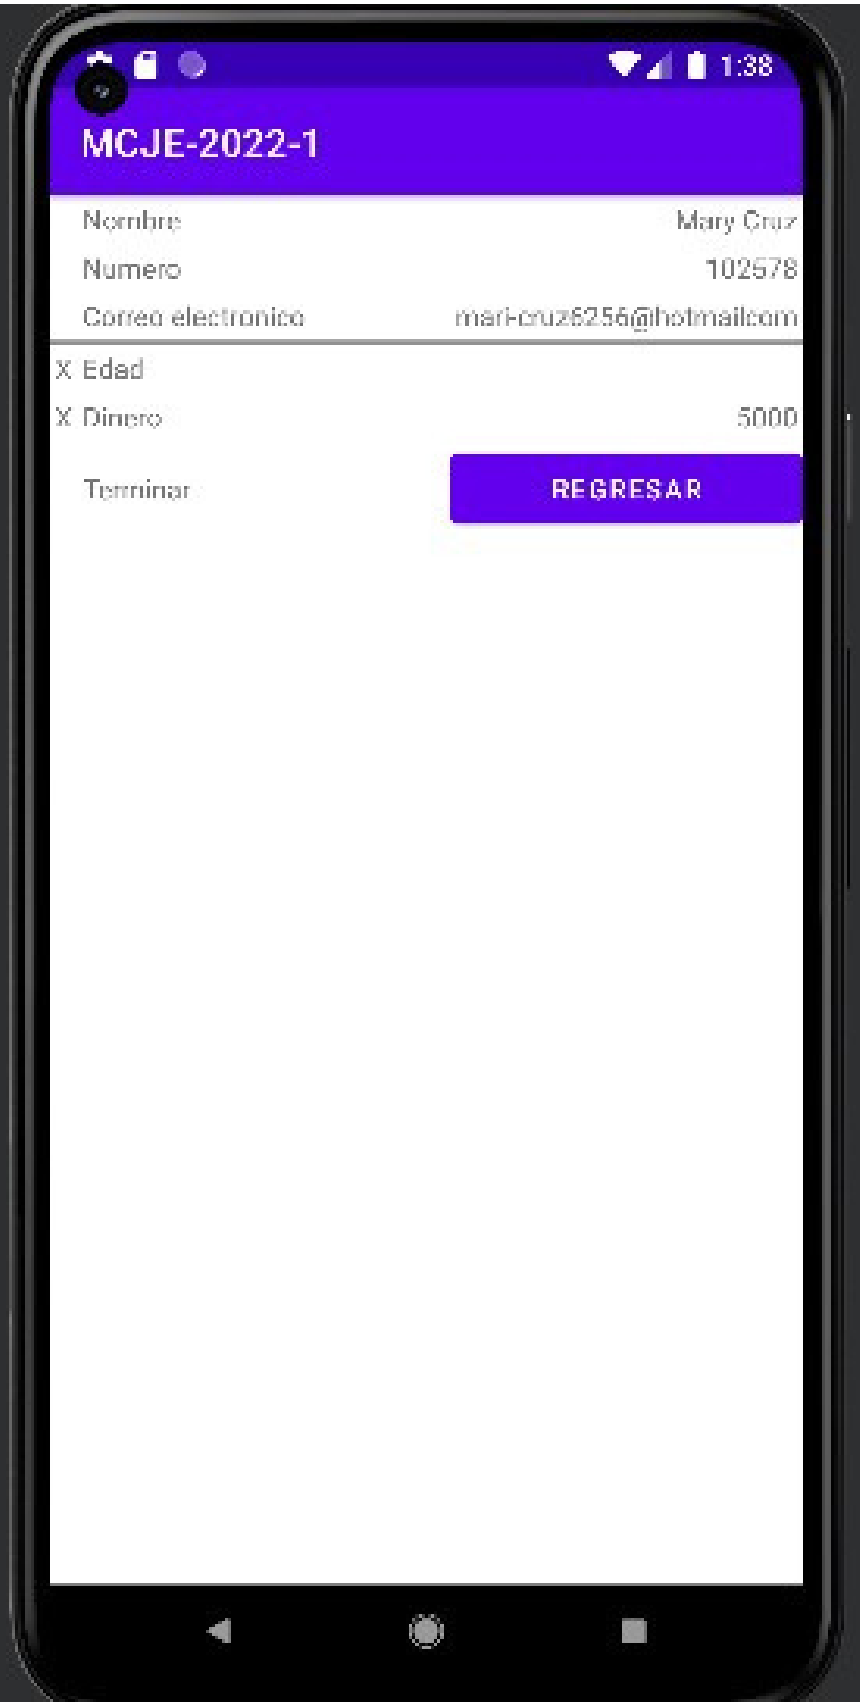 1:38
MCJE-2022-1
Nombre Mary Cruz
Numero 102578
Correo electronico mari-cruz6256@hotmailcom
X Edad
X Dinero 5000
Terminar REGRESAR